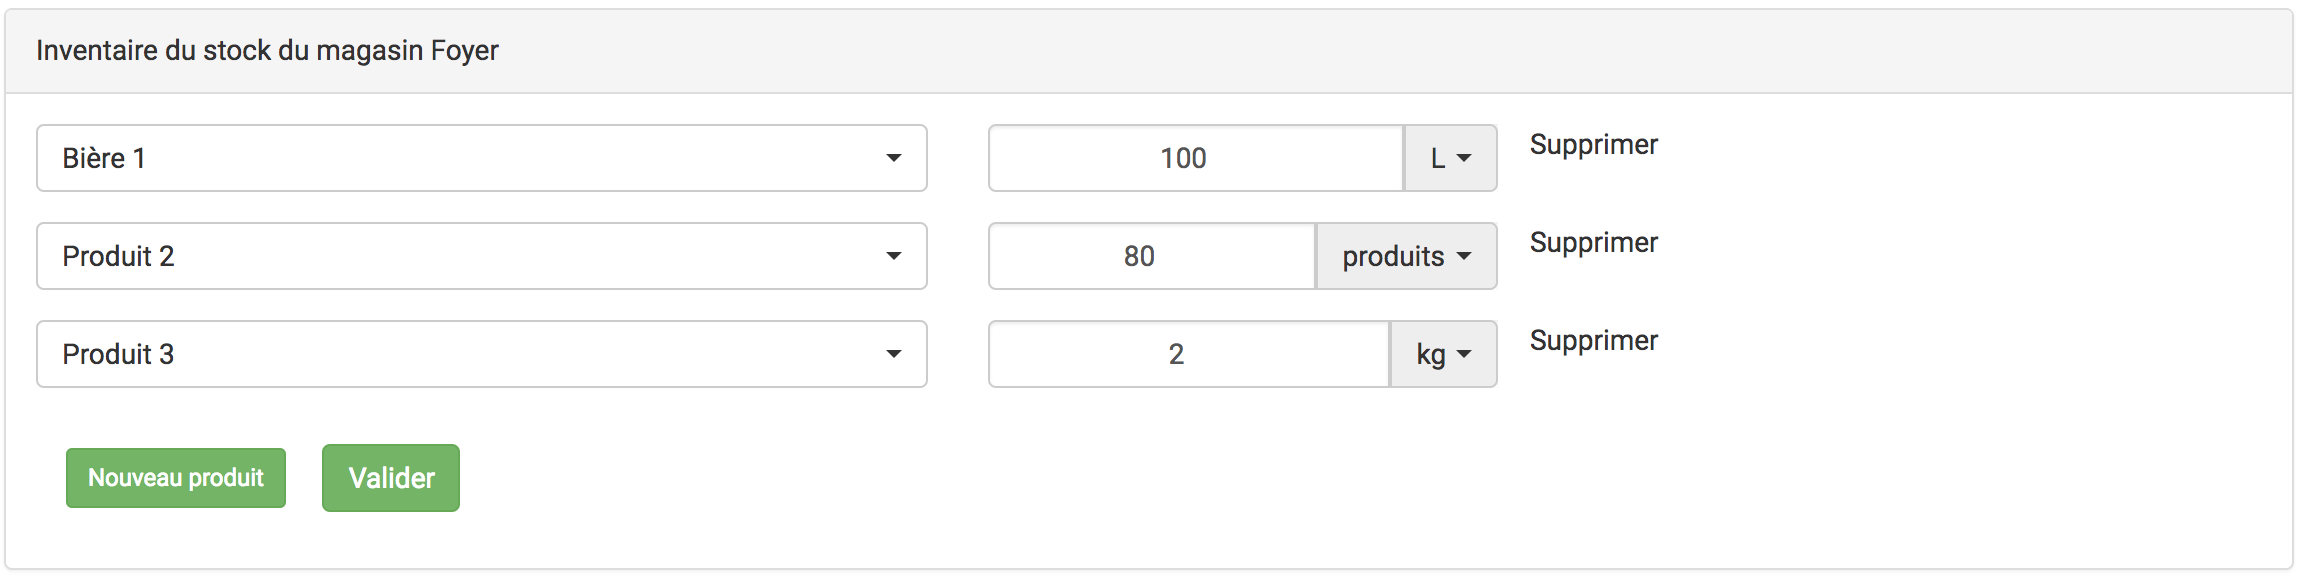 Inventaire du stock du magasin Foyer
Bière 1 100 L Supprimer
Produit 2 80 produits Supprimer
Produit 3 2 kg Supprimer
Nouveau produit Valider